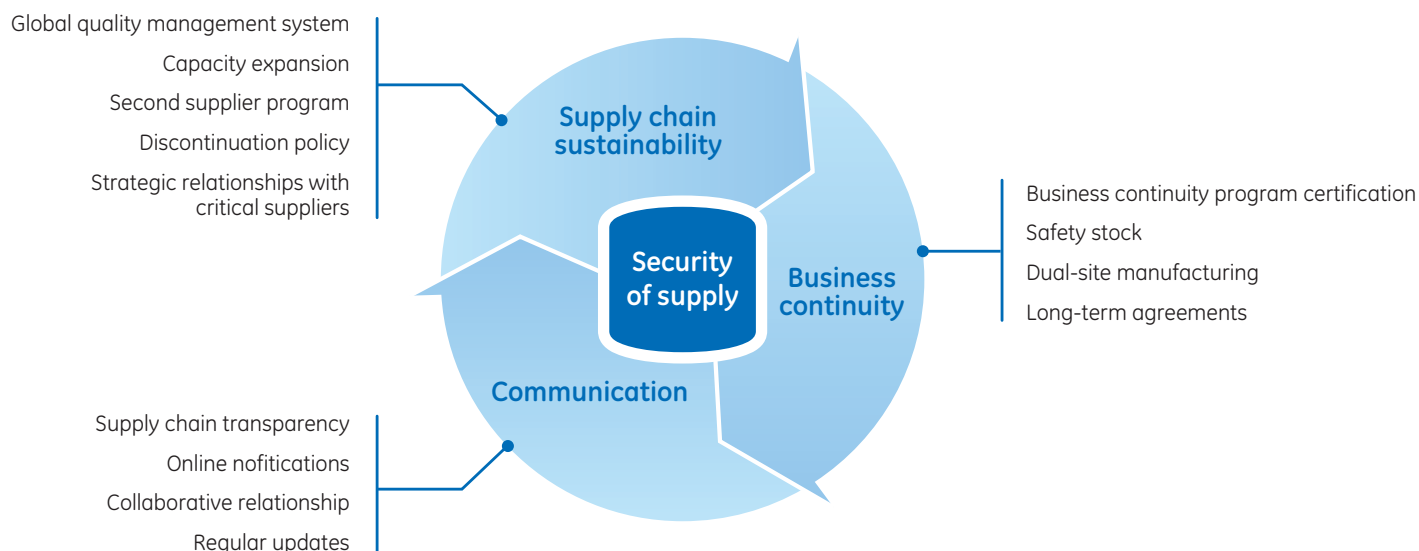 Global quality management system
Capacity expansion
Second supplier program
Discontinuation policy
Strategic relationships with
critical suppliers
Supply chain
sustainability
Business continuity program certification
Safety stock
Dual-site manufacturing
Long-term agreements
Security
of supply
Business
continuity
Communication
Supply chain transparency
Online nofitications
Collaborative relationship
Regular updates